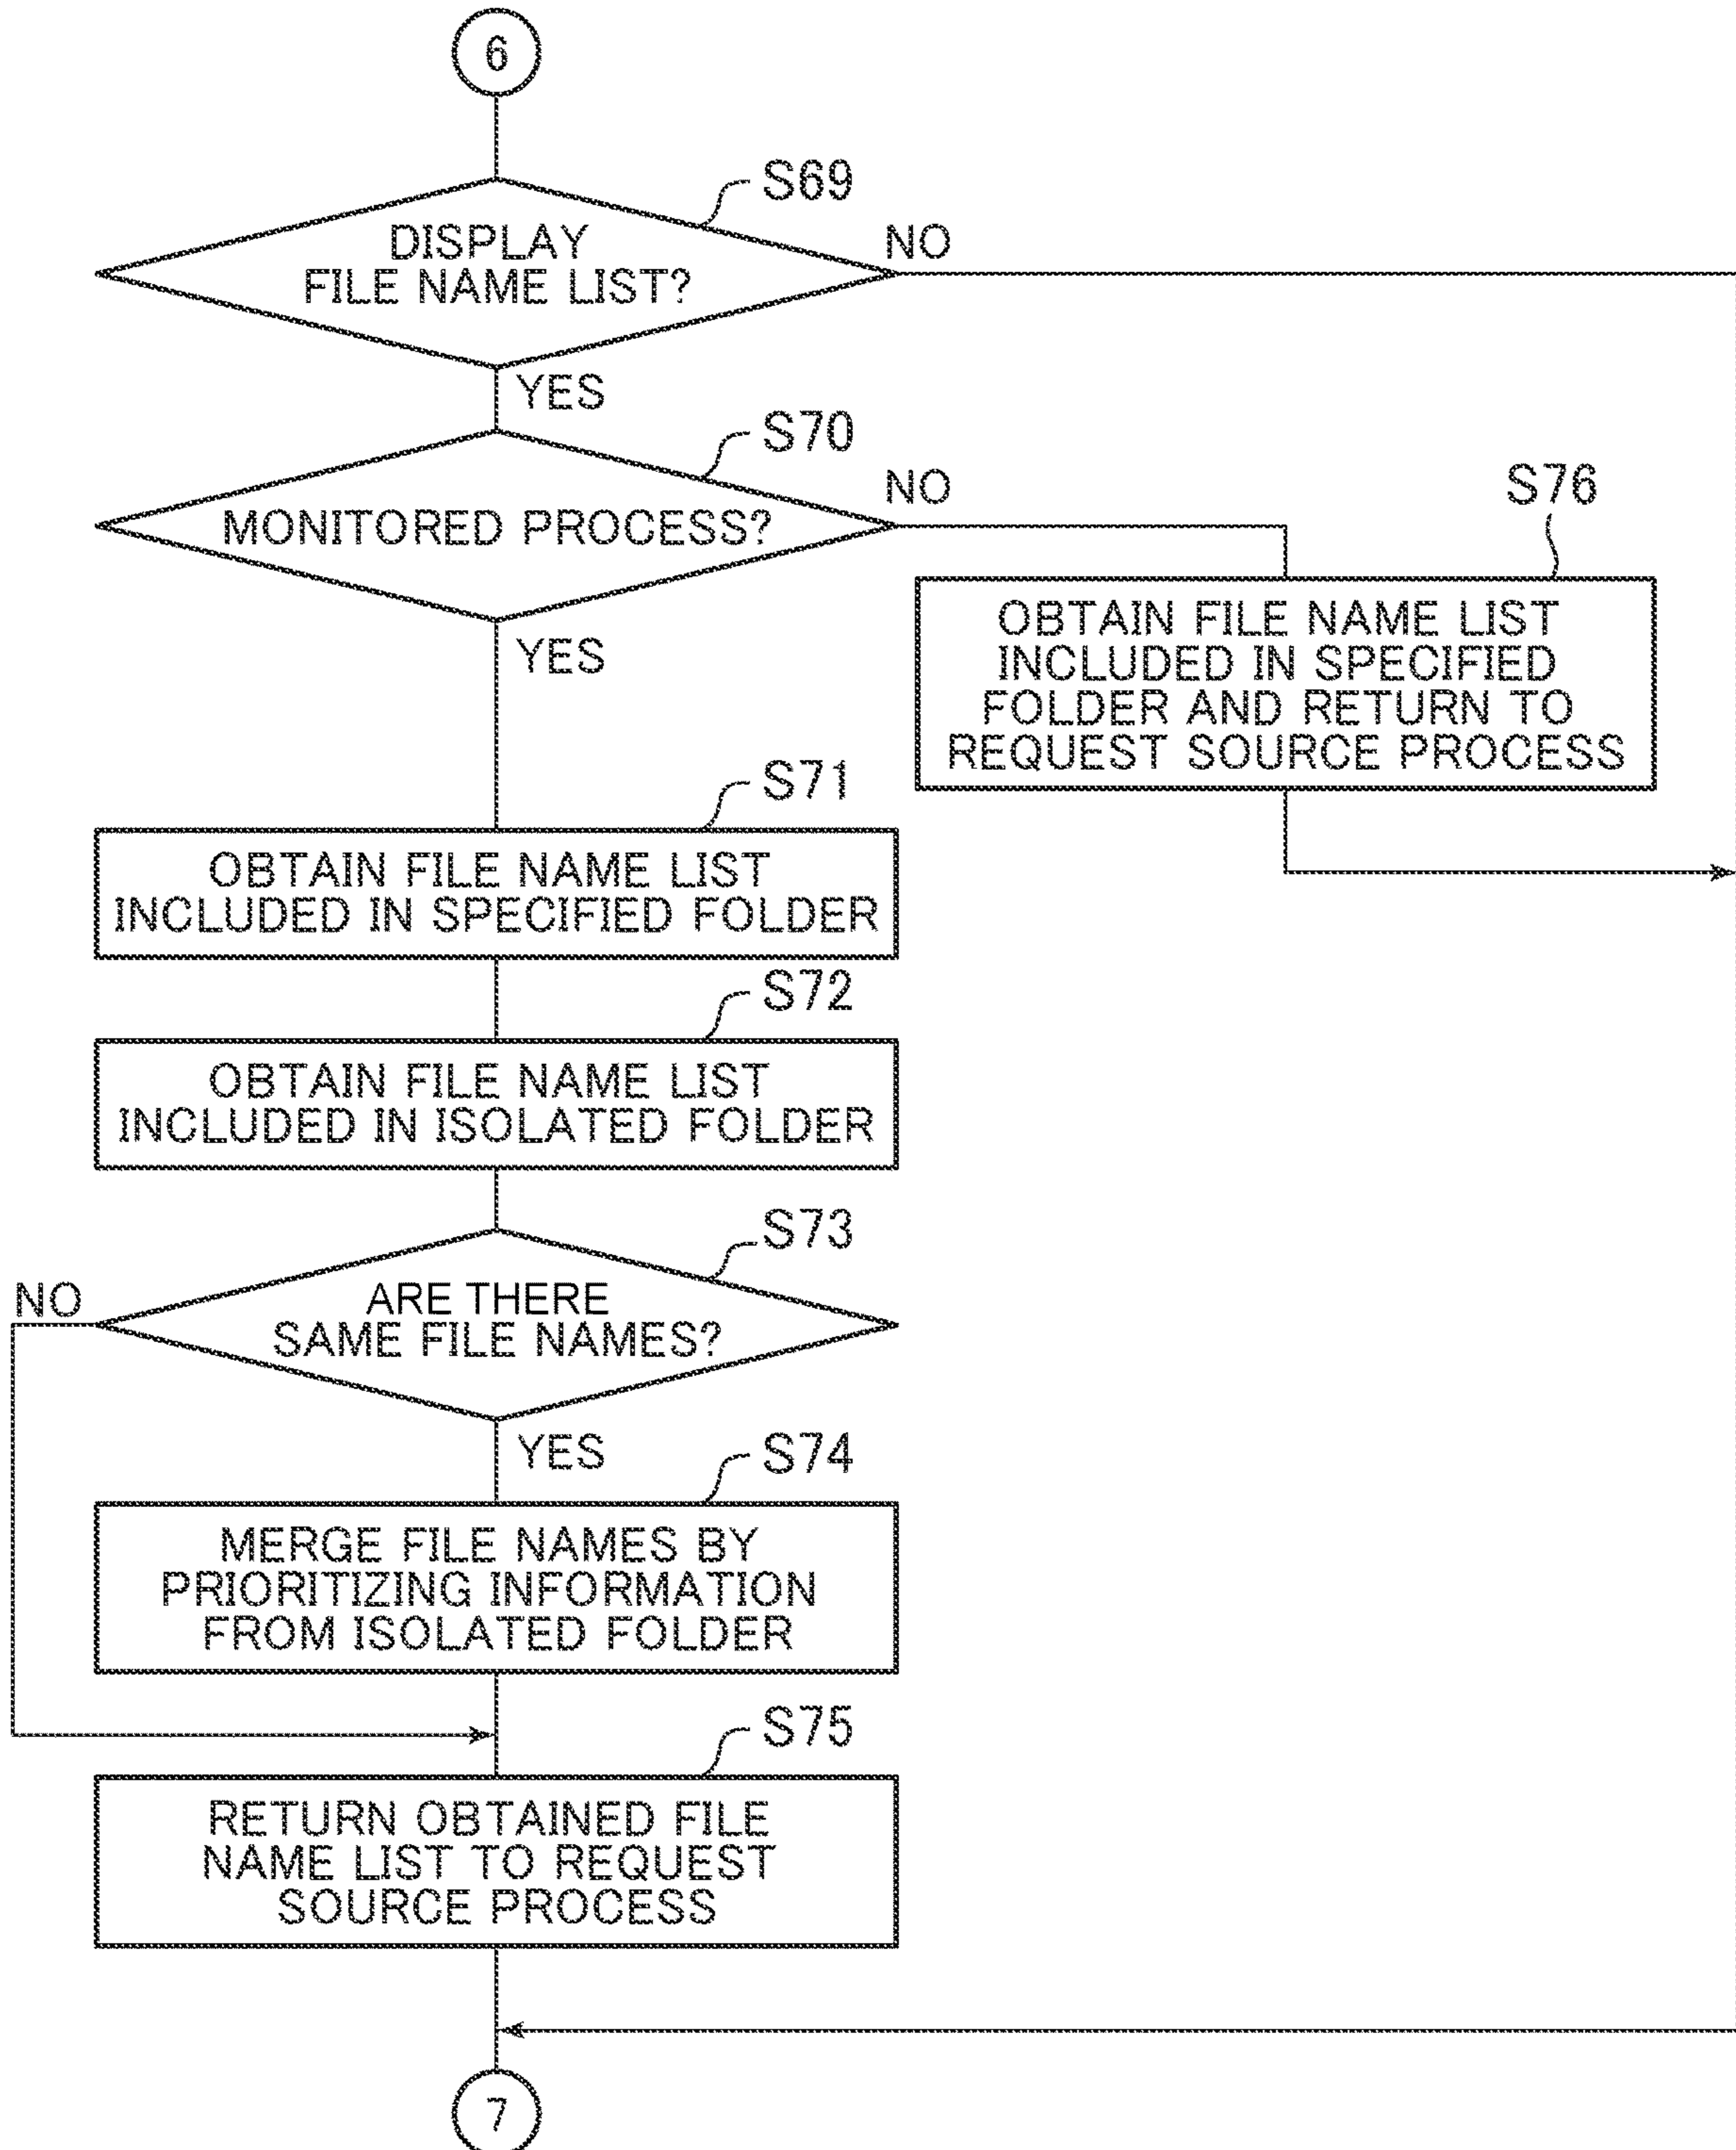 6
S69
DISPLAY
FILE NAME LIST?
NO
YES
S70
MONITORED PROCESS?
NO
YES
S76
OBTAIN FILE NAME LIST
INCLUDED IN SPECIFIED
FOLDER AND RETURN TO
REQUEST SOURCE PROCESS
S71
OBTAIN FILE NAME LIST
INCLUDED IN SPECIFIED FOLDER
S72
OBTAIN FILE NAME LIST
INCLUDED IN ISOLATED FOLDER
S73
ARE THERE
SAME FILE NAMES?
NO
YES
S74
MERGE FILE NAMES BY
PRIORITIZING INFORMATION
FROM ISOLATED FOLDER
S75
RETURN OBTAINED FILE
NAME LIST TO REQUEST
SOURCE PROCESS
7